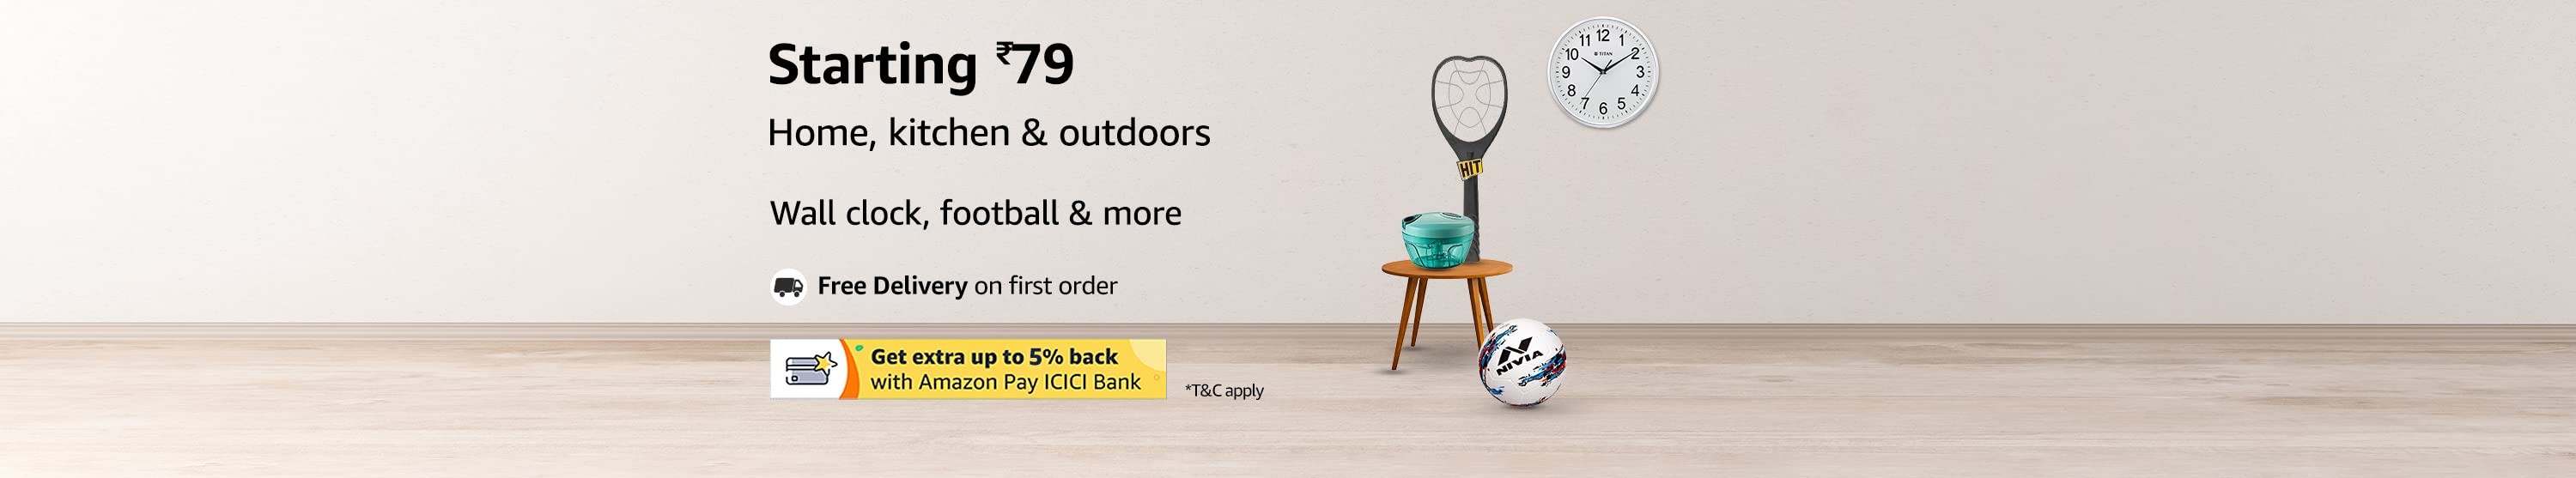 Starting ₹79
Home, kitchen & outdoors
Wall clock, football & more
Free Delivery on first order
Get extra up to 5% back
with Amazon Pay ICICI Bank
*T&C apply
HIT
NIVIA
TITAN
12
1
2
3
4
5
6
7
8
9
10
11